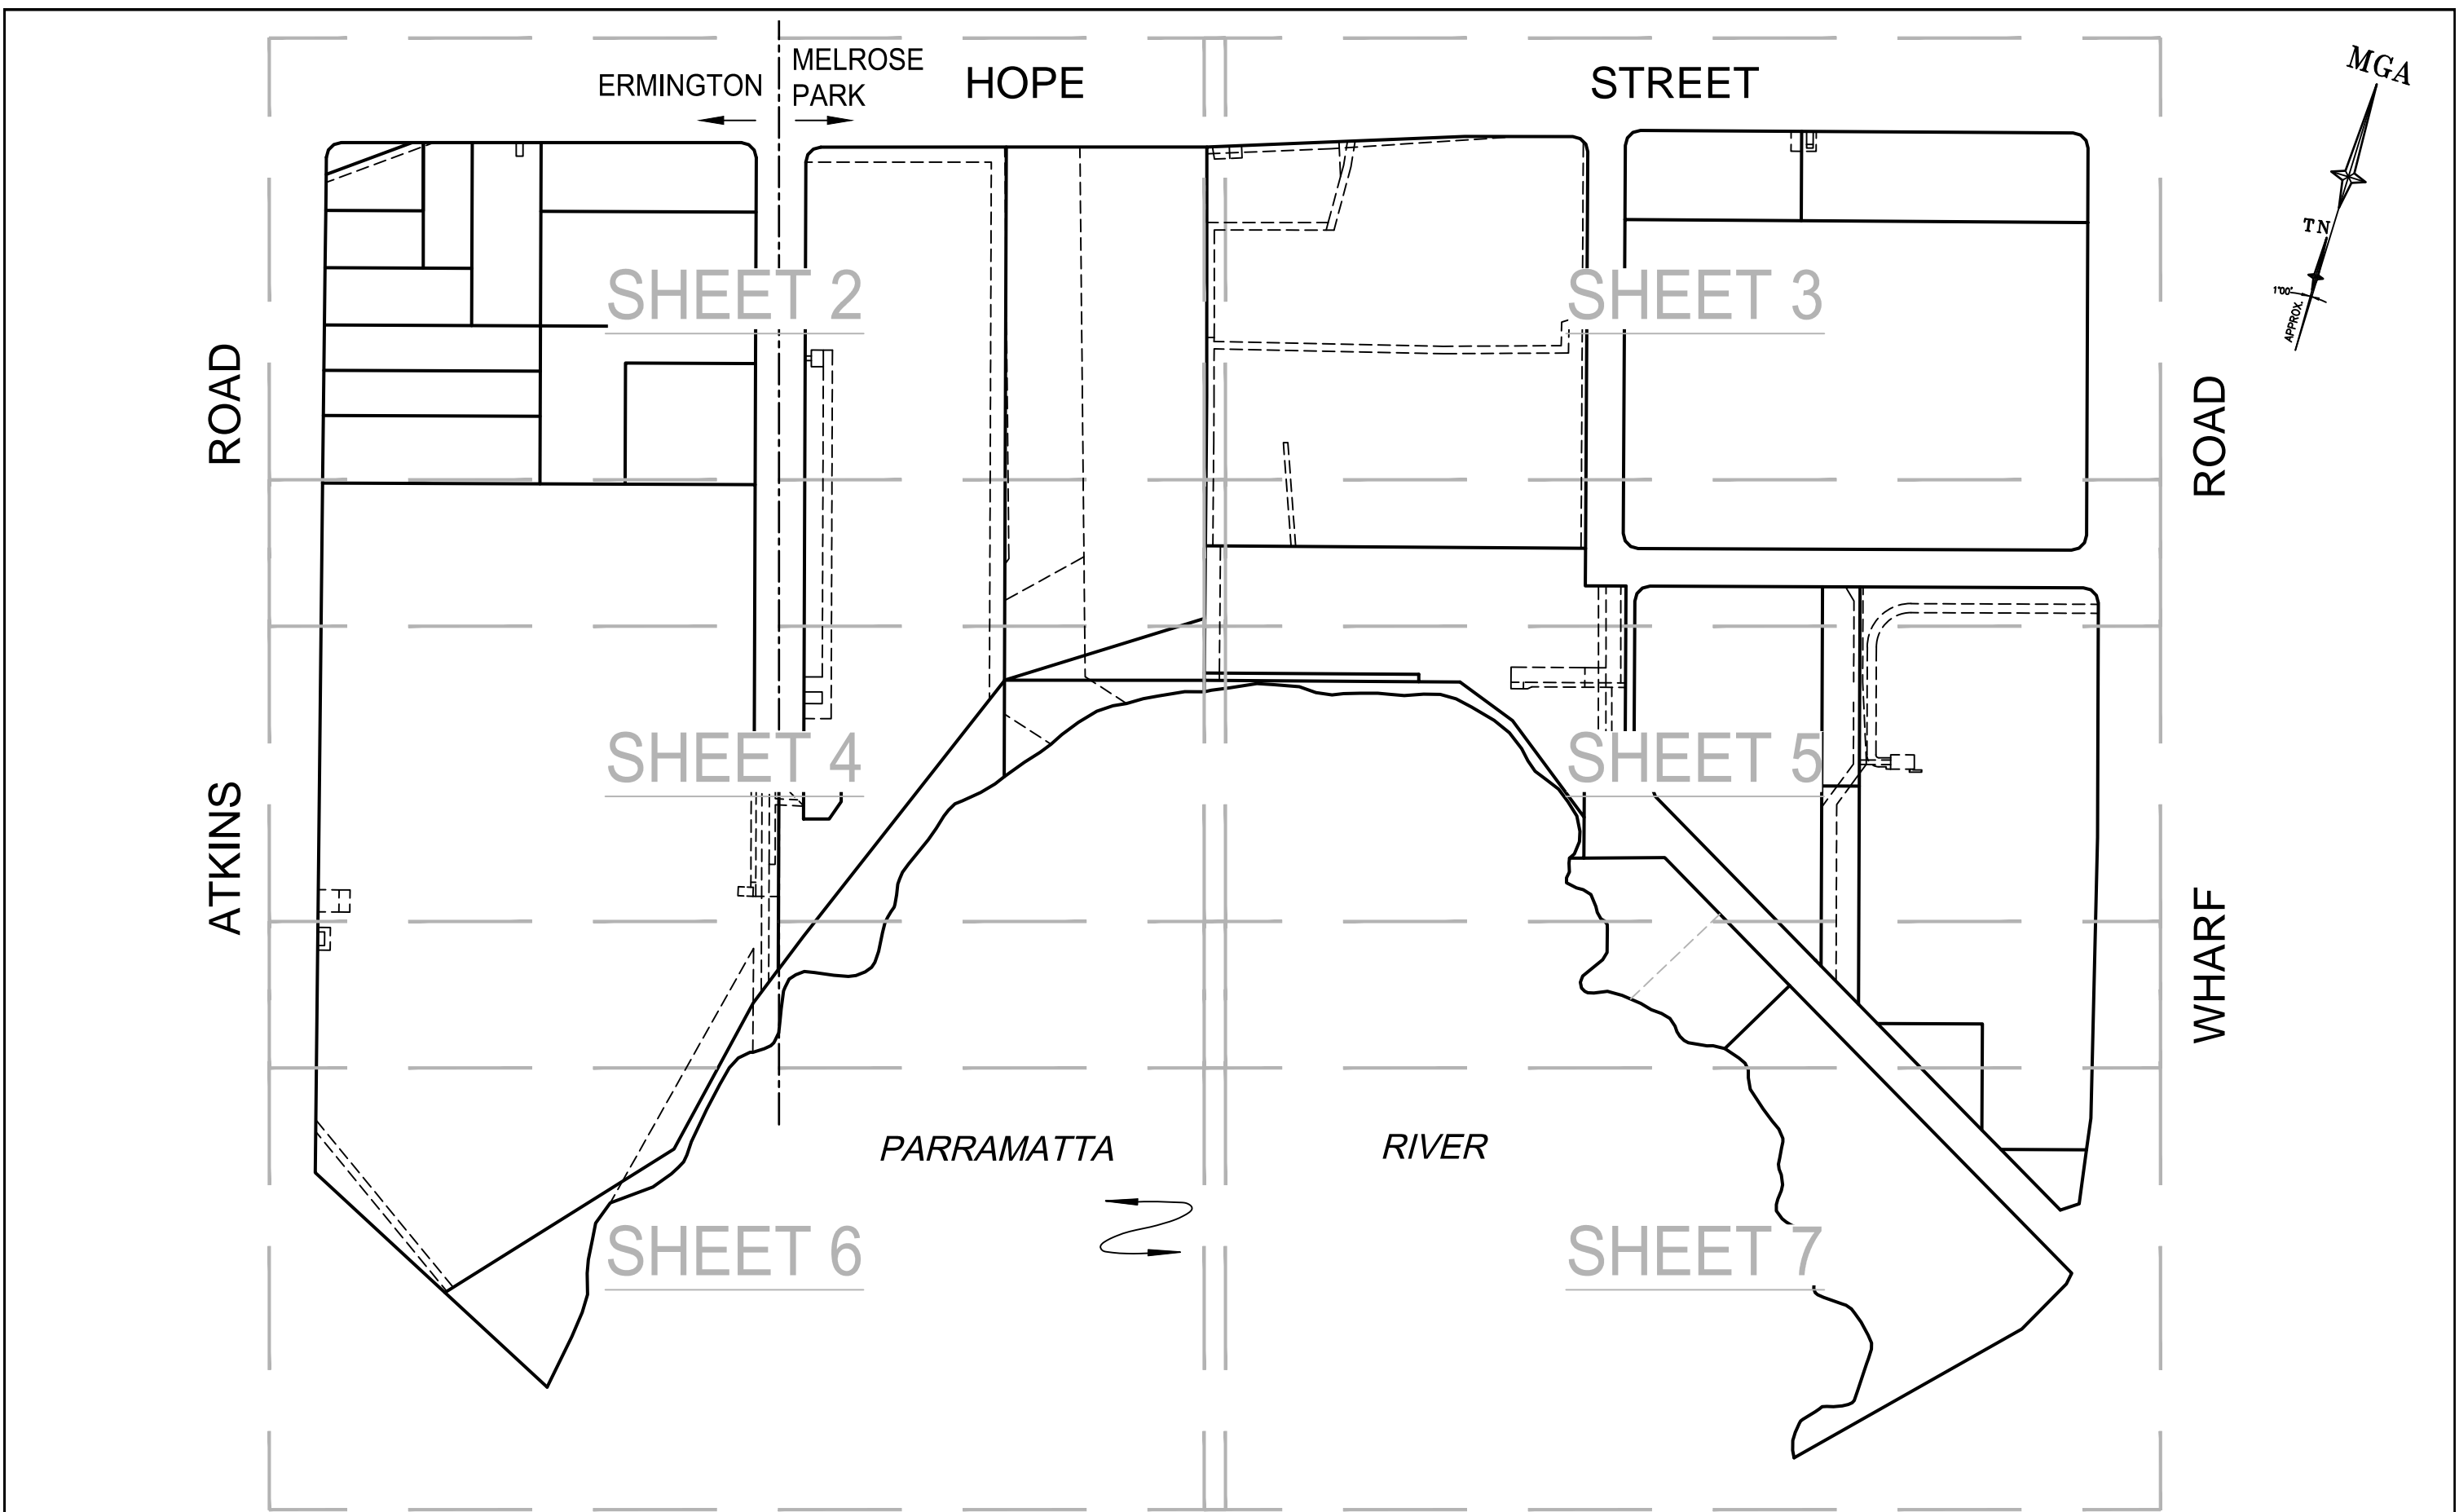 MELROSE
PARK
ERMINGTON
HOPE STREET
MGA
TN
1°00'
APPROX.
SHEET 2
SHEET 3
ROAD
ROAD
SHEET 4
SHEET 5
ATKINS
WHARF
PARRAMATTA RIVER
SHEET 6
SHEET 7